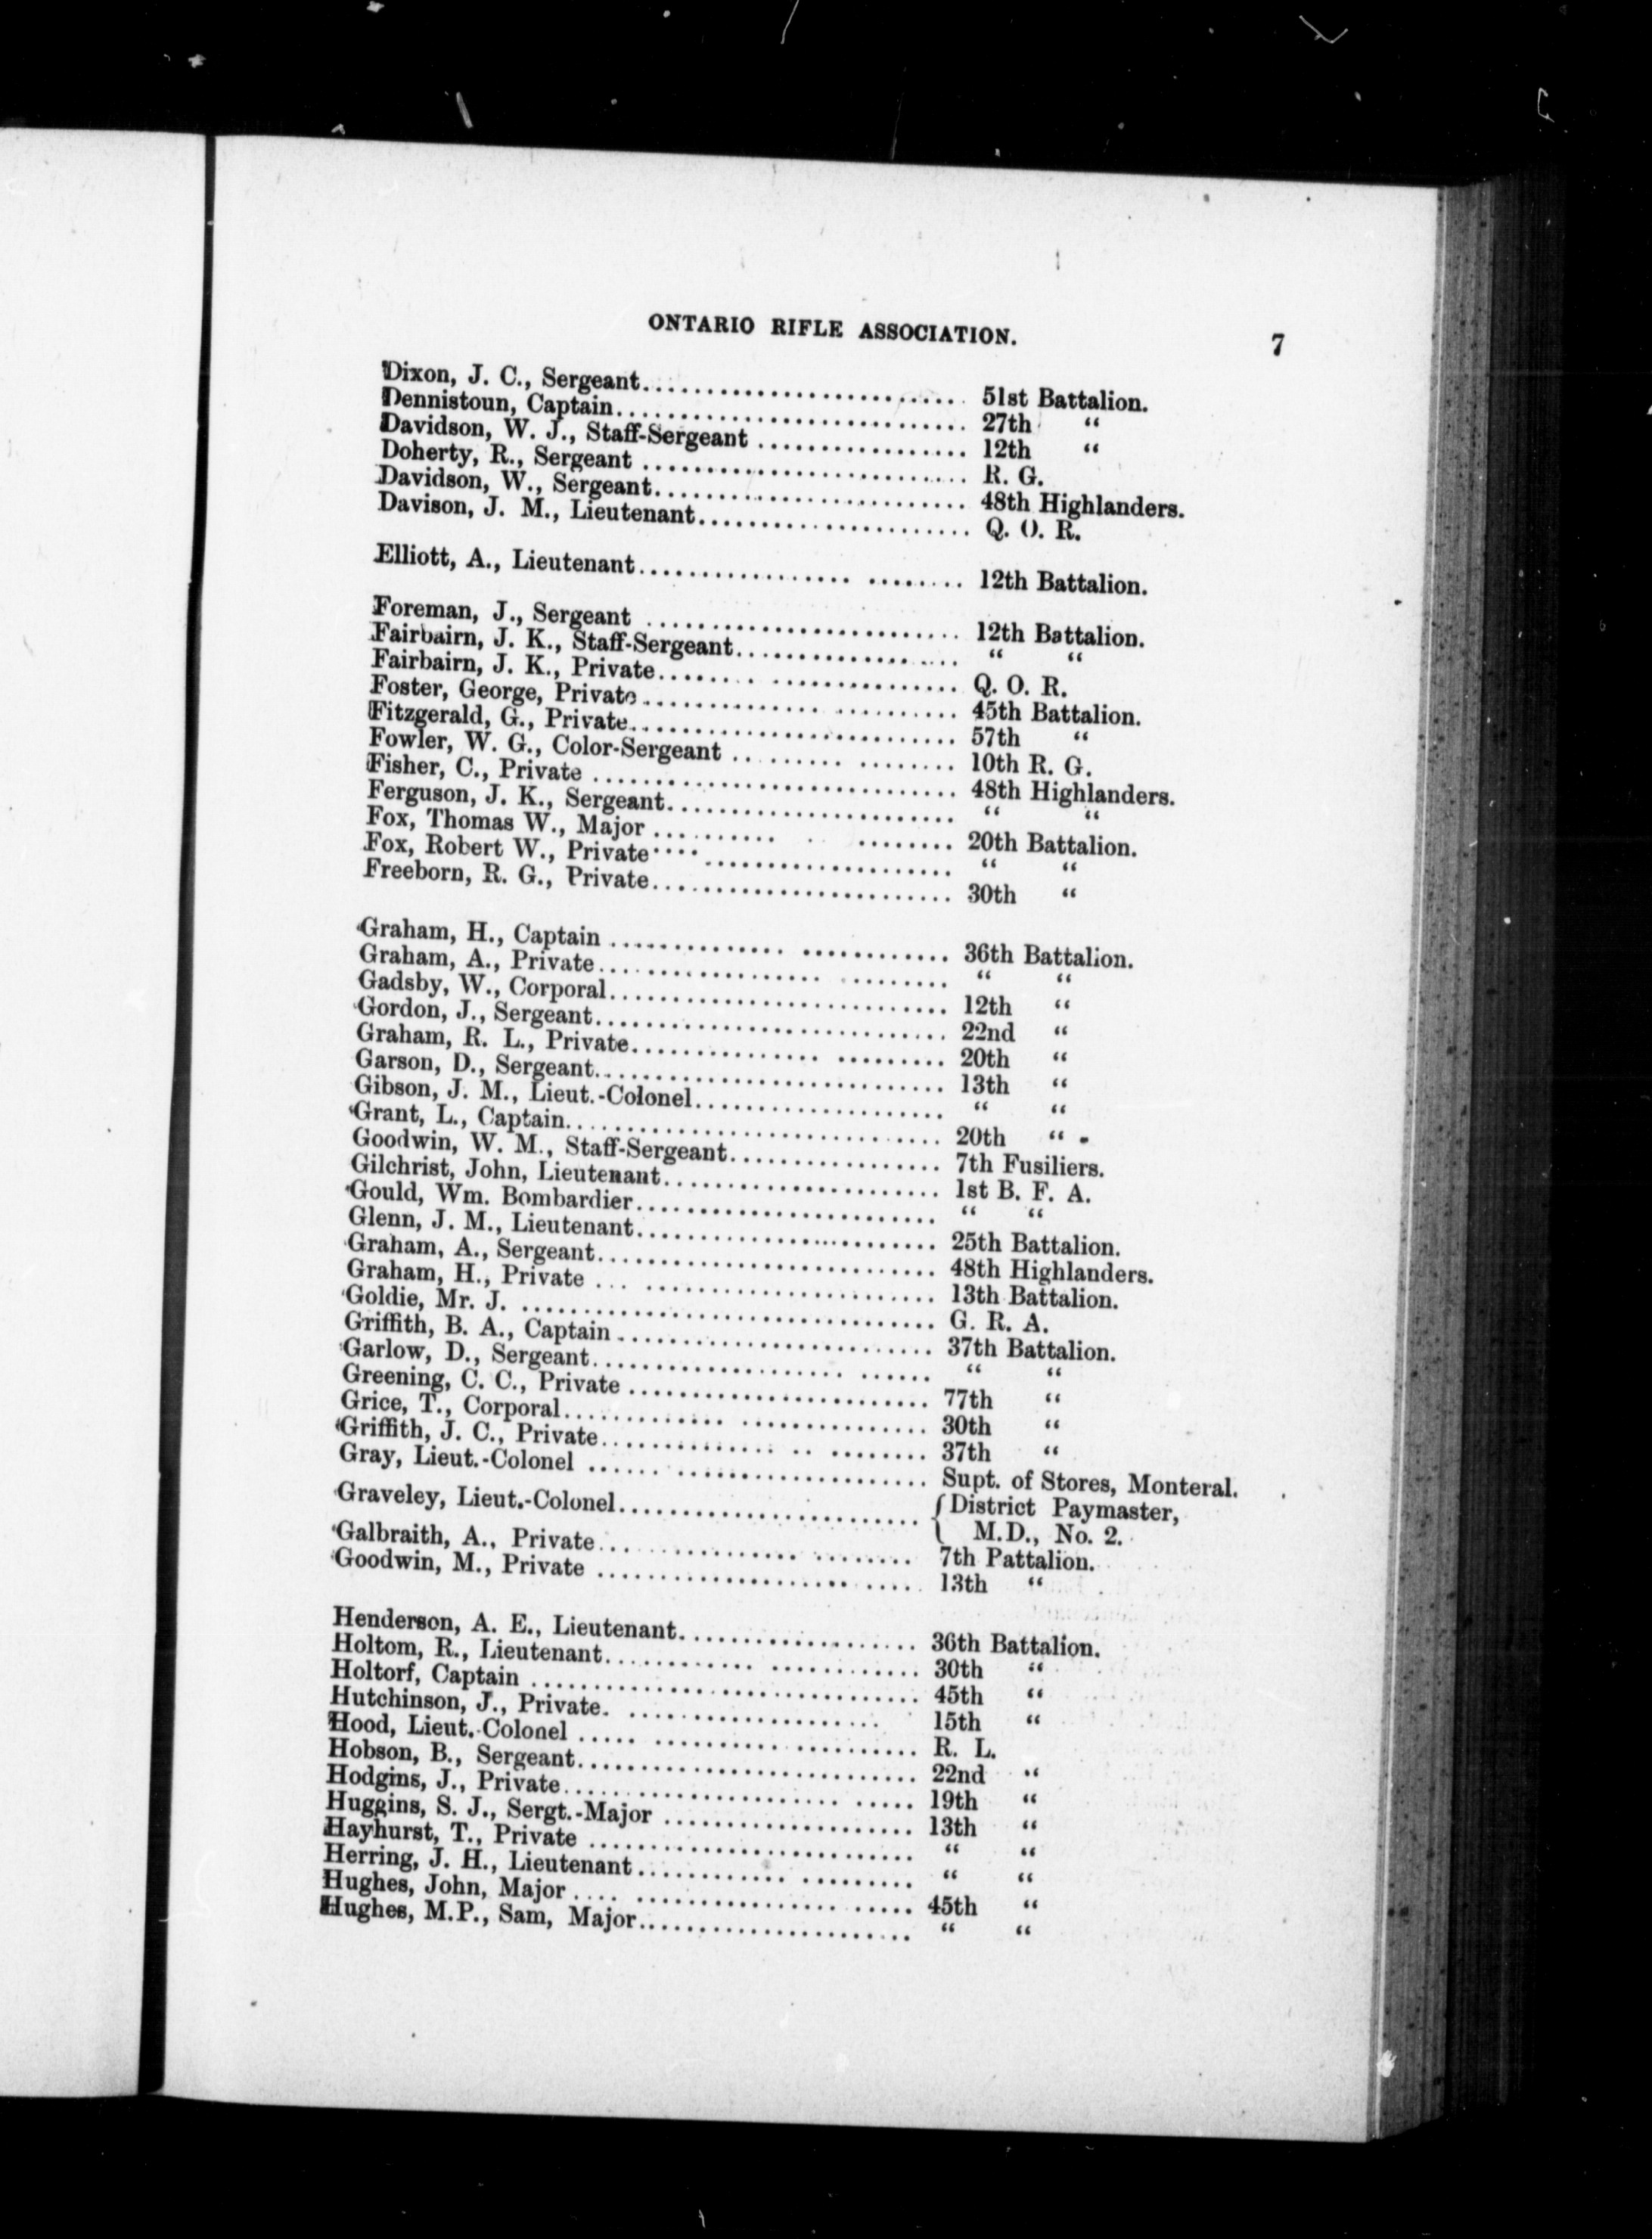 ONTARIO RIFLE ASSOCIATION. 7
Dixon, J. C., Sergeant.......... 51st Battalion.
Dennistoun, Captain.......... 27th "
Davidson, W. J., Staff-Sergeant .......... 12th "
Doherty, R., Sergeant .......... R. G.
Davidson, W., Sergeant.......... 48th Highlanders.
Davison, J. M., Lieutenant.......... Q. O. R.
Elliott, A., Lieutenant.......... 12th Battalion.
Foreman, J., Sergeant .......... 12th Battalion.
Fairbairn, J. K., Staff-Sergeant.......... " "
Fairbairn, J. K., Private.......... Q. O. R.
Foster, George, Private.......... 45th Battalion.
Fitzgerald, G., Private.......... 57th "
Fowler, W. G., Color-Sergeant .......... 10th R. G.
Fisher, C., Private .......... 48th Highlanders.
Ferguson, J. K., Sergeant.......... " "
Fox, Thomas W., Major .......... 20th Battalion.
Fox, Robert W., Private.......... " "
Freeborn, R. G., Private.......... 30th "
Graham, H., Captain .......... 36th Battalion.
Graham, A., Private.......... " "
Gadsby, W., Corporal.......... 12th "
Gordon, J., Sergeant.......... 22nd "
Graham, R. L., Private.......... 20th "
Garson, D., Sergeant.......... 13th "
Gibson, J. M., Lieut.-Colonel.......... " "
Grant, L., Captain.......... 20th "
Goodwin, W. M., Staff-Sergeant.......... 7th Fusiliers.
Gilchrist, John, Lieutenant.......... 1st B. F. A.
Gould, Wm. Bombardier.......... " "
Glenn, J. M., Lieutenant.......... 25th Battalion.
Graham, A., Sergeant.......... 48th Highlanders.
Graham, H., Private .......... 13th Battalion.
Goldie, Mr. J. .......... G. R. A.
Griffith, B. A., Captain.......... 37th Battalion.
Garlow, D., Sergeant.......... " "
Greening, C. C., Private .......... 77th "
Grice, T., Corporal.......... 30th "
Griffith, J. C., Private.......... 37th "
Gray, Lieut.-Colonel .......... Supt. of Stores, Monteral.
Graveley, Lieut.-Colonel.......... { District Paymaster,
M.D., No. 2.
Galbraith, A., Private.......... 7th Pattalion.
Goodwin, M., Private .......... 13th "
Henderson, A. E., Lieutenant.......... 36th Battalion.
Holtom, R., Lieutenant.......... 30th "
Holtorf, Captain .......... 45th "
Hutchinson, J., Private. .......... 15th "
Hood, Lieut.-Colonel .......... R. L.
Hobson, B., Sergeant.......... 22nd "
Hodgins, J., Private.......... 19th "
Huggins, S. J., Sergt.-Major .......... 13th "
Hayhurst, T., Private .......... " "
Herring, J. H., Lieutenant.......... " "
Hughes, John, Major.......... 45th "
Hughes, M.P., Sam, Major.......... " "